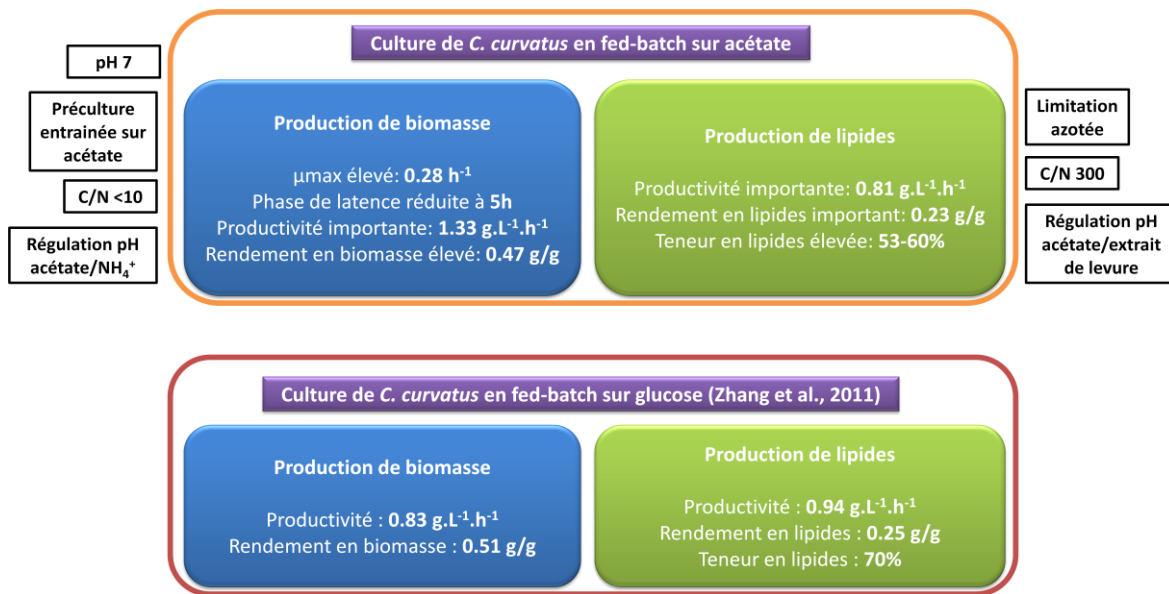 Culture de C. curvatus en fed-batch sur acétate
pH 7
Préculture
entrainée sur
acétate
C/N <10
Régulation pH
acétate/NH₄⁺
Production de biomasse
µmax élevé: 0.28 h⁻¹
Phase de latence réduite à 5h
Productivité importante: 1.33 g.L⁻¹.h⁻¹
Rendement en biomasse élevé: 0.47 g/g
Production de lipides
Productivité importante: 0.81 g.L⁻¹.h⁻¹
Rendement en lipides important: 0.23 g/g
Teneur en lipides élevée: 53-60%
Limitation
azotée
C/N 300
Régulation pH
acétate/extrait
de levure
Culture de C. curvatus en fed-batch sur glucose (Zhang et al., 2011)
Production de biomasse
Productivité : 0.83 g.L⁻¹.h⁻¹
Rendement en biomasse : 0.51 g/g
Production de lipides
Productivité : 0.94 g.L⁻¹.h⁻¹
Rendement en lipides : 0.25 g/g
Teneur en lipides : 70%